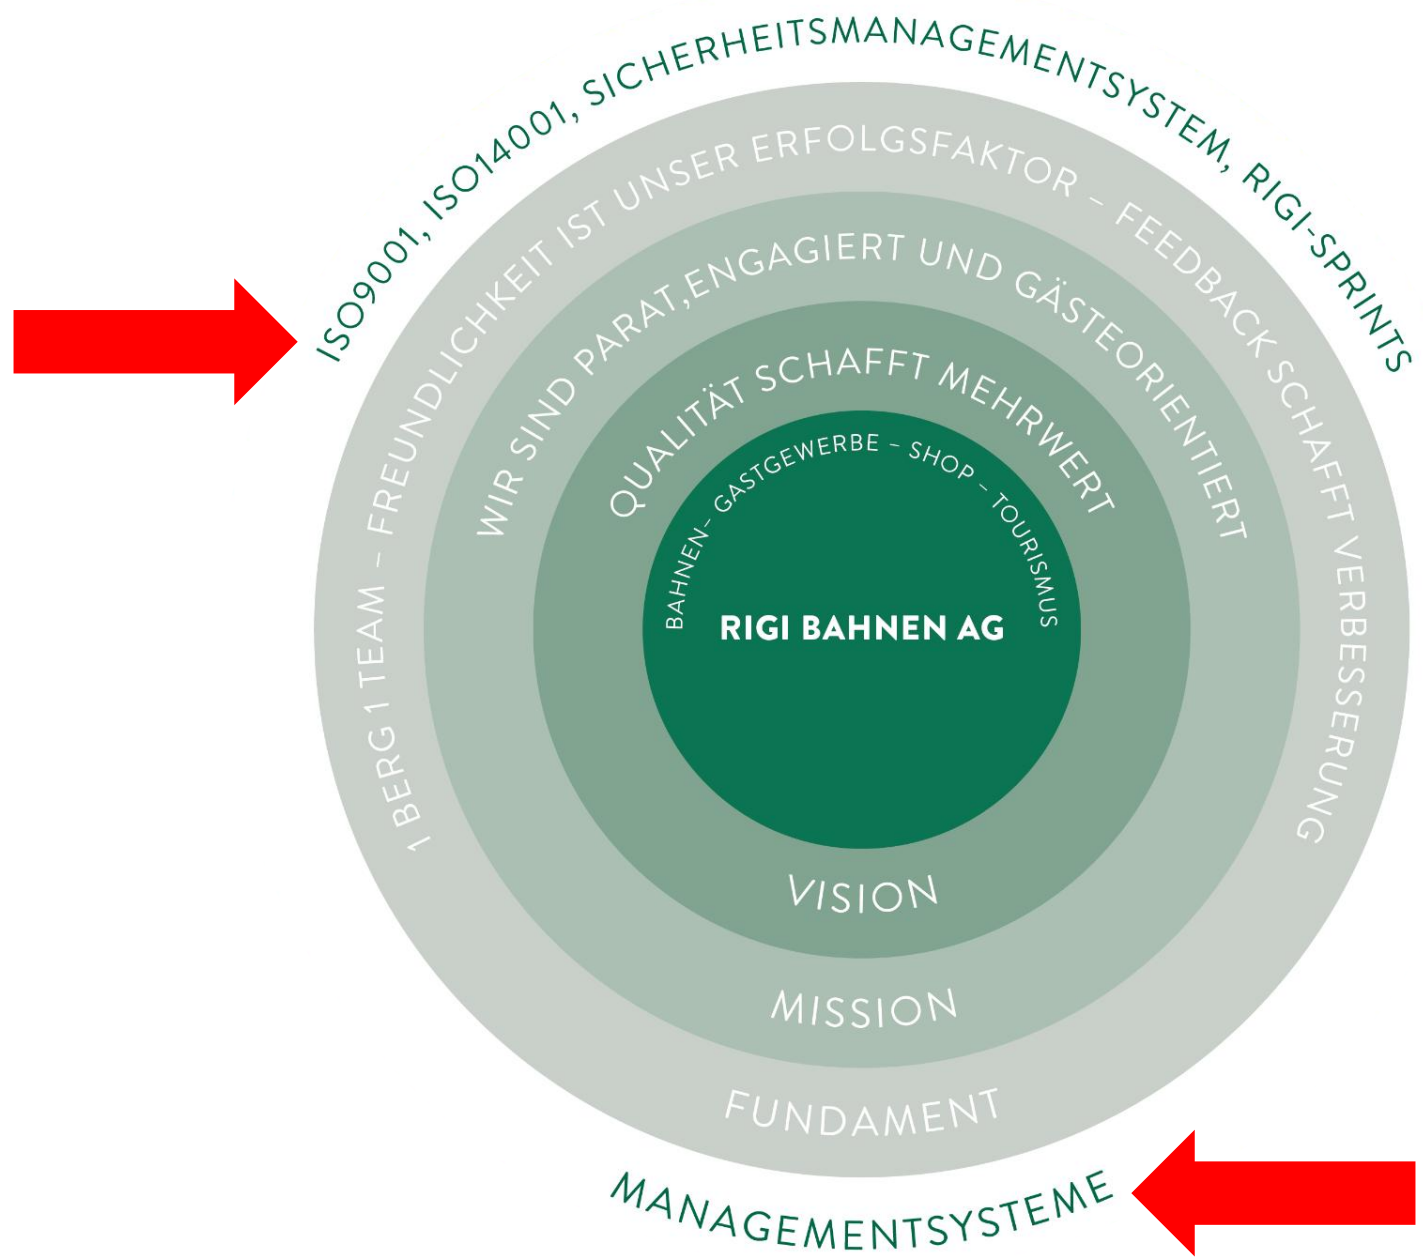 ISO9001, ISO14001, SICHERHEITSMANAGEMENTSYSTEM, RIGI-SPRINTS
1 BERG 1 TEAM – FREUNDLICHKEIT IST UNSER ERFOLGSFAKTOR – FEEDBACK SCHAFFT VERBESSERUNG
WIR SIND PARAT,ENGAGIERT UND GÄSTEORIENTIERT
QUALITÄT SCHAFFT MEHRWERT
BAHNEN– GASTGEWERBE – SHOP – TOURISMUS
RIGI BAHNEN AG
VISION
MISSION
FUNDAMENT
MANAGEMENTSYSTEME